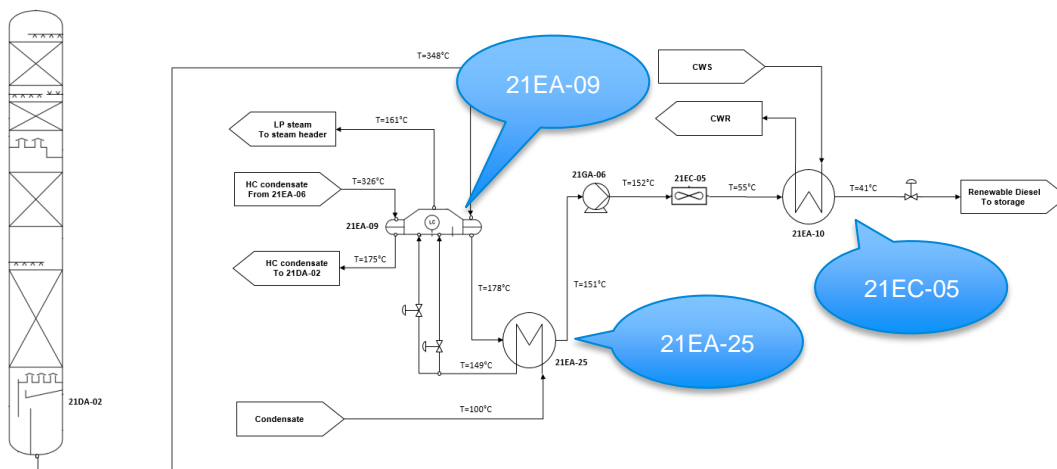 T=348°C
21EA-09
CWS
LP steam
To steam header
T=161°C
CWR
HC condensate
From 21EA-06
T=326°C
21GA-06
T=152°C
21EC-05
T=55°C
T=41°C
Renewable Diesel
To storage
21EA-09
LC
21EA-10
HC condensate
To 21DA-02
T=175°C
T=178°C
T=151°C
21EC-05
21EA-25
T=149°C
21EA-25
21DA-02
Condensate
T=100°C